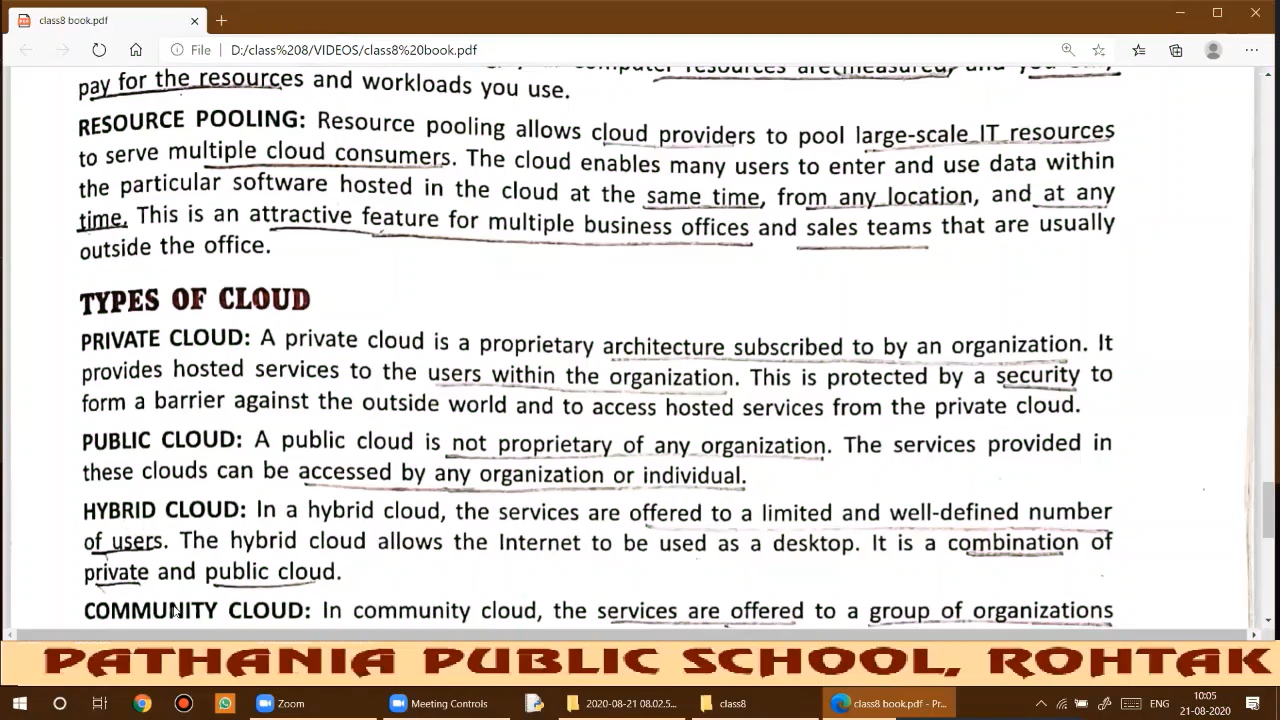 class8 book.pdf
File
D:/class%208/VIDEOS/class8%20book.pdf
computer resources are measured, and you
pay for the resources and workloads you use.
RESOURCE POOLING: Resource pooling allows cloud providers to pool large-scale IT resources
to serve multiple cloud consumers. The cloud enables many users to enter and use data within
the particular software hosted in the cloud at the same time, from any location, and at any
time. This is an attractive feature for multiple business offices and sales teams that are usually
outside the office.
TYPES OF CLOUD
PRIVATE CLOUD: A private cloud is a proprietary architecture subscribed to by an organization. It
provides hosted services to the users within the organization. This is protected by a security to
form a barrier against the outside world and to access hosted services from the private cloud.
PUBLIC CLOUD: A public cloud is not proprietary of any organization. The services provided in
these clouds can be accessed by any organization or individual.
HYBRID CLOUD: In a hybrid cloud, the services are offered to a limited and well-defined number
of users. The hybrid cloud allows the Internet to be used as a desktop. It is a combination of
private and public cloud.
COMMUNITY CLOUD: In community cloud, the services are offered to a group of organizations
PATHANIA PUBLIC SCHOOL, ROHTAK
Zoom
Meeting Controls
2020-08-21 08.02.5...
class8
class8 book.pdf - Pr...
ENG
10:05
21-08-2020